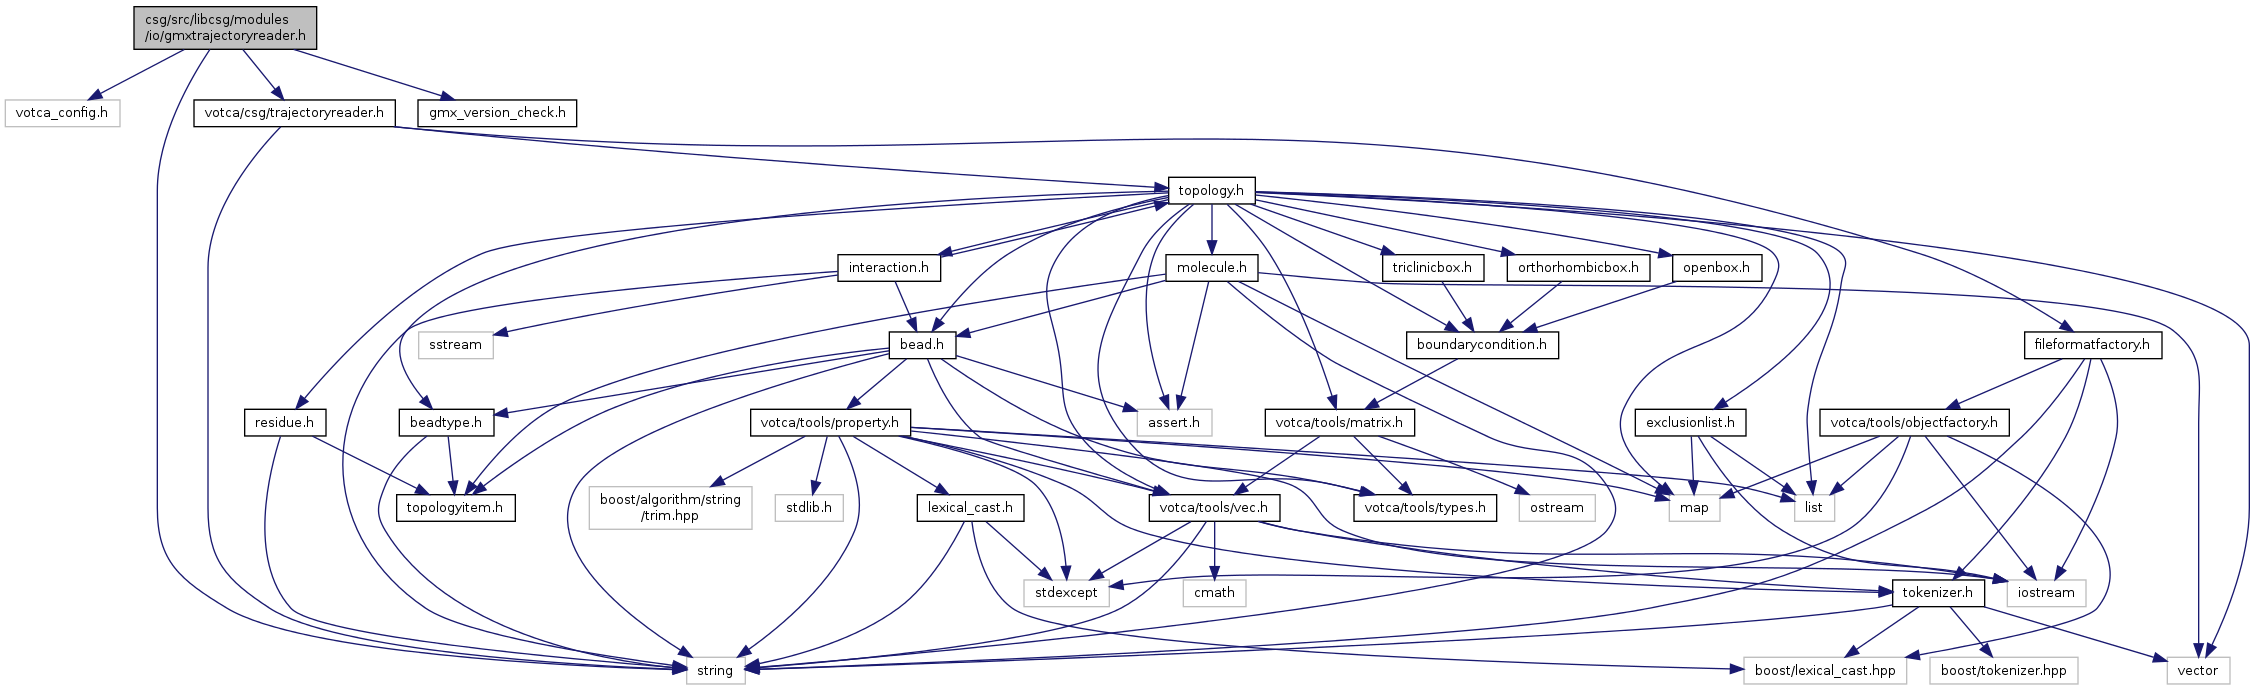 csg/src/libcsg/modules
/io/gmxtrajectoryreader.h
votca_config.h
votca/csg/trajectoryreader.h
gmx_version_check.h
topology.h
interaction.h
molecule.h
triclinicbox.h
orthorhombicbox.h
openbox.h
sstream
bead.h
boundarycondition.h
fileformatfactory.h
residue.h
beadtype.h
votca/tools/property.h
assert.h
votca/tools/matrix.h
exclusionlist.h
votca/tools/objectfactory.h
topologyitem.h
boost/algorithm/string
/trim.hpp
stdlib.h
lexical_cast.h
votca/tools/vec.h
votca/tools/types.h
ostream
map
list
stdexcept
cmath
tokenizer.h
iostream
string
boost/lexical_cast.hpp
boost/tokenizer.hpp
vector